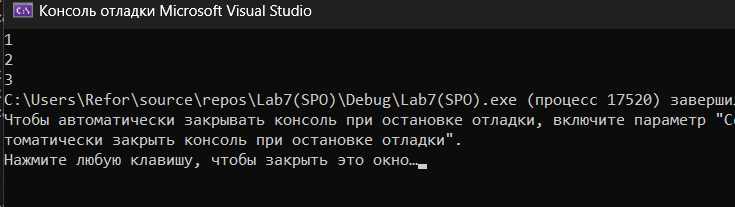 Консоль отладки Microsoft Visual Studio
1
2
3
C:\Users\Refor\source\repos\Lab7(SPO)\Debug\Lab7(SPO).exe (процесс 17520) заверши
Чтобы автоматически закрывать консоль при остановке отладки, включите параметр "С
томатически закрыть консоль при остановке отладки".
Нажмите любую клавишу, чтобы закрыть это окно…